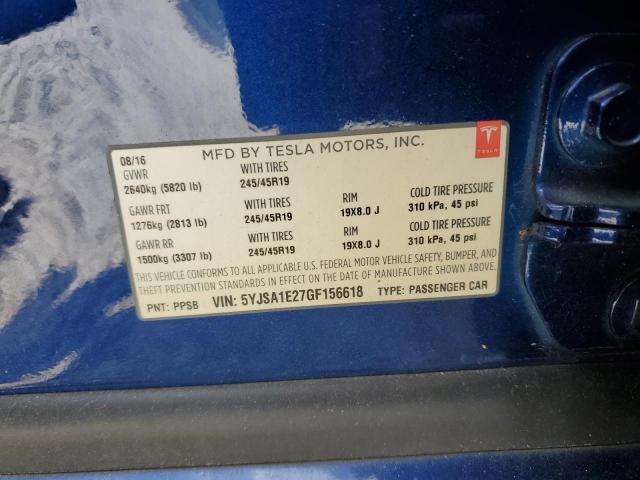 08/16 MFD BY TESLA MOTORS, INC. TESLA
GVWR WITH TIRES
2640kg (5820 lb) 245/45R19
GAWR FRT WITH TIRES RIM COLD TIRE PRESSURE
1276kg (2813 lb) 245/45R19 19X8.0 J 310 kPa, 45 psi
GAWR RR WITH TIRES RIM COLD TIRE PRESSURE
1500kg (3307 lb) 245/45R19 19X8.0 J 310 kPa, 45 psi
THIS VEHICLE CONFORMS TO ALL APPLICABLE U.S. FEDERAL MOTOR VEHICLE SAFETY, BUMPER, AND
THEFT PREVENTION STANDARDS IN EFFECT ON THE DATE OF MANUFACTURE SHOWN ABOVE.
PNT: PPSB VIN: 5YJSA1E27GF156618 TYPE: PASSENGER CAR